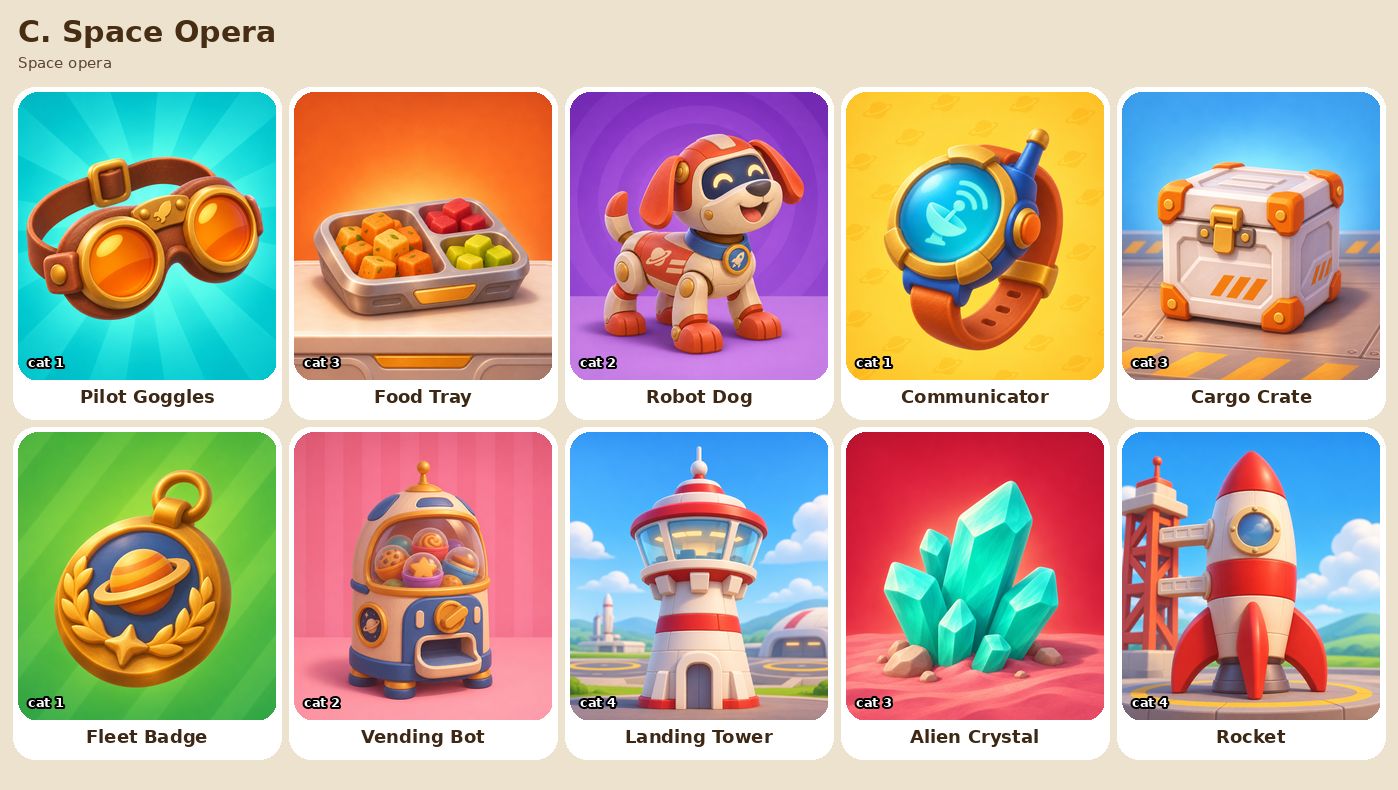 C. Space Opera
Space opera
cat 1
cat 3
cat 2
cat 1
cat 3
Pilot Goggles
Food Tray
Robot Dog
Communicator
Cargo Crate
cat 1
cat 2
cat 4
cat 3
cat 4
Fleet Badge
Vending Bot
Landing Tower
Alien Crystal
Rocket